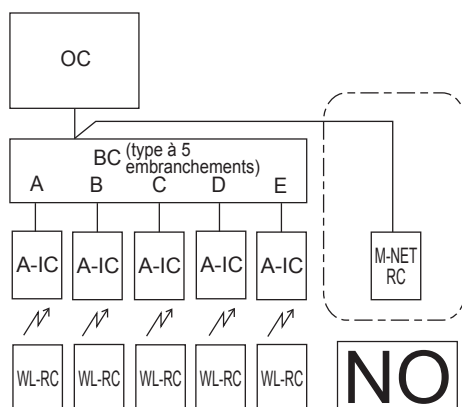 OC
BC (type à 5
embranchements)
A B C D E
A-IC A-IC A-IC A-IC A-IC
M-NET
RC
WL-RC WL-RC WL-RC WL-RC WL-RC
NO